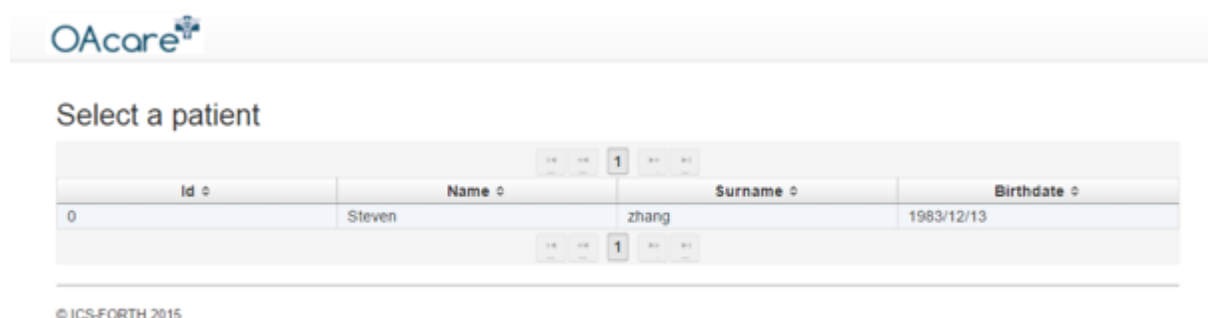 OAcare
Select a patient
1
Id Name Surname Birthdate
0 Steven zhang 1983/12/13
1
© ICS-FORTH 2015